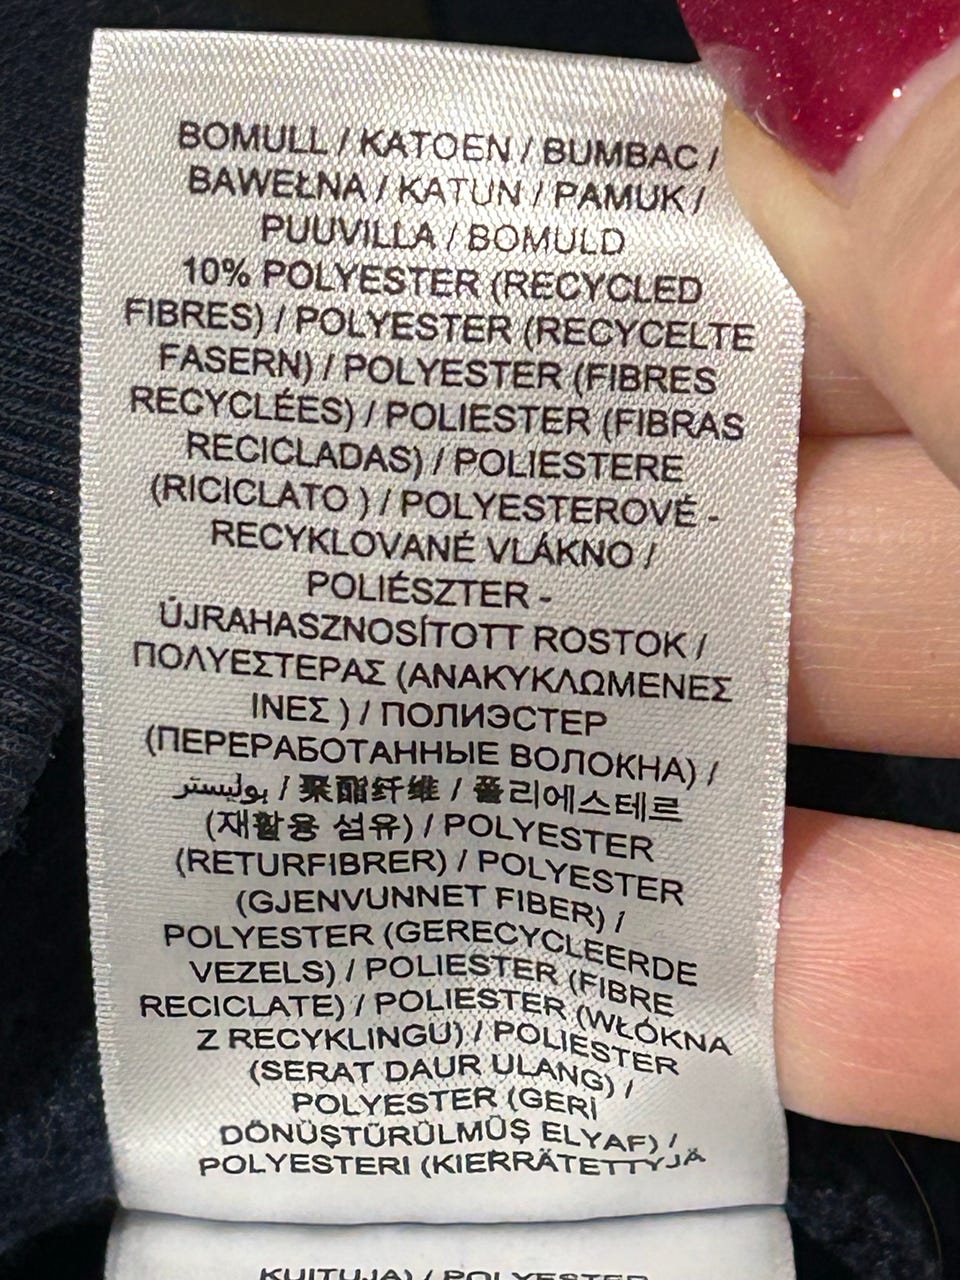 BOMULL / KATOEN / BUMBAC /
BAWEŁNA / KATUN / PAMUK /
PUUVILLA / BOMULD
10% POLYESTER (RECYCLED
FIBRES) / POLYESTER (RECYCELTE
FASERN) / POLYESTER (FIBRES
RECYCLÉES) / POLIESTER (FIBRAS
RECICLADAS) / POLIESTERE
(RICICLATO ) / POLYESTEROVÉ -
RECYKLOVANÉ VLÁKNO /
POLIÉSZTER -
ÚJRAHASZNOSÍTOTT ROSTOK /
ΠΟΛΥΕΣΤΕΡΑΣ (ΑΝΑΚΥΚΛΩΜΕΝΕΣ
ΙΝΕΣ ) / ПОЛИЭСТЕР
(ПЕРЕРАБОТАННЫЕ ВОЛОКНА) /
بوليستر / 聚酯纤维 / 폴리에스테르
(재활용 섬유) / POLYESTER
(RETURFIBRER) / POLYESTER
(GJENVUNNET FIBER) /
POLYESTER (GERECYCLEERDE
VEZELS) / POLIESTER (FIBRE
RECICLATE) / POLIESTER (WŁÓKNA
Z RECYKLINGU) / POLIESTER
(SERAT DAUR ULANG) /
POLYESTER (GERI
DÖNÜŞTÜRÜLMÜŞ ELYAF) /
POLYESTERI (KIERRÄTETTYJÄ
KUITUJA) / POLYESTER